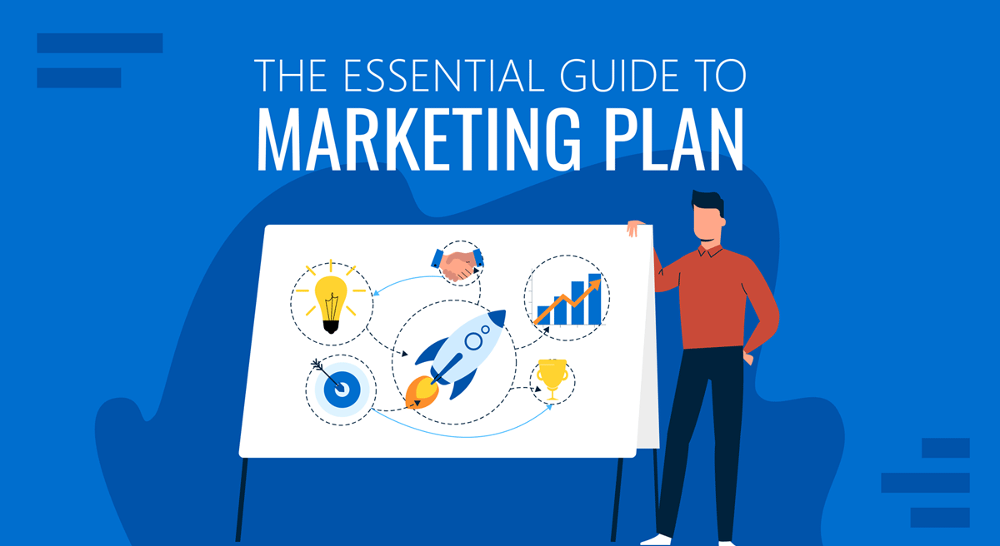 THE ESSENTIAL GUIDE TO
MARKETING PLAN